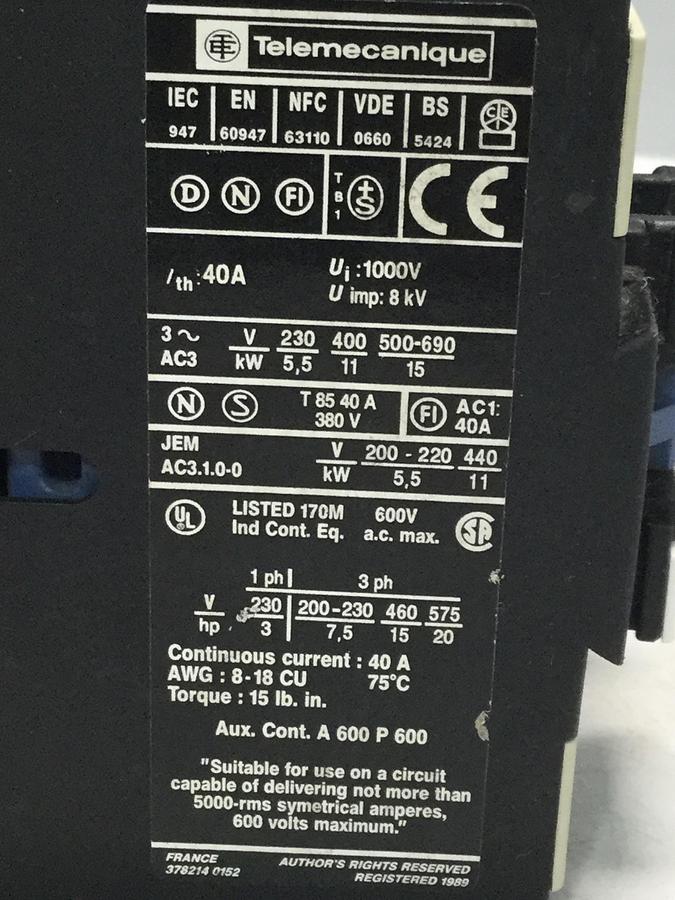 Telemecanique
IEC EN NFC VDE BS
947 60947 63110 0660 5424
D N FI TB1 +S CE
Ith: 40A Ui: 1000V
U imp: 8 kV
3 ~ V 230 400 500-690
AC3 kW 5,5 11 15
N S T 85 40 A FI AC1:
380 V 40A
JEM V 200 - 220 440
AC3.1.0-0 kW 5,5 11
UL LISTED 170M 600V SA
Ind Cont. Eq. a.c. max.
1 ph 3 ph
V 230 200-230 460 575
hp 3 7,5 15 20
Continuous current : 40 A
AWG : 8-18 CU 75°C
Torque : 15 lb. in.
Aux. Cont. A 600 P 600
"Suitable for use on a circuit
capable of delivering not more than
5000-rms symetrical amperes,
600 volts maximum."
FRANCE AUTHOR'S RIGHTS RESERVED
378214 0152 REGISTERED 1989